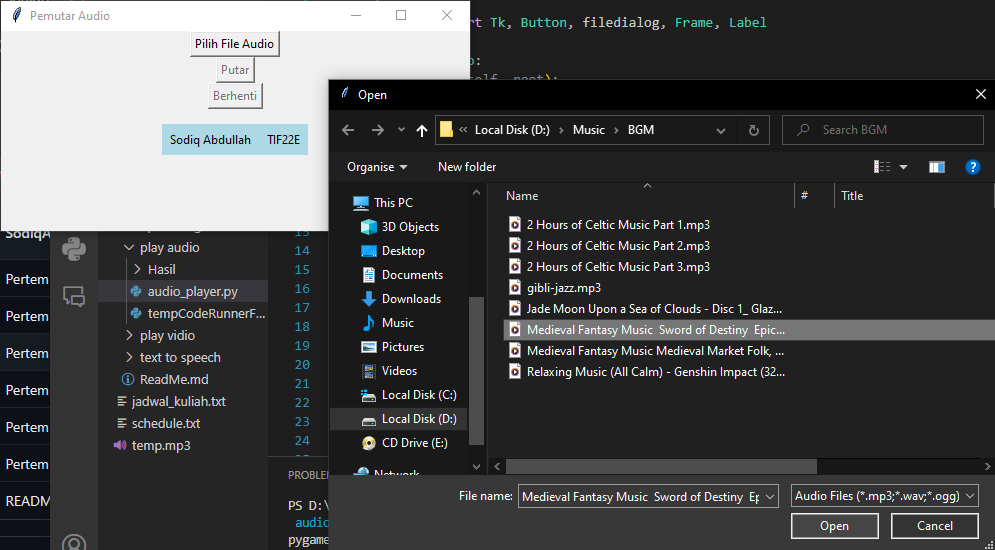 Pemutar Audio
Pilih File Audio
Putar
Berhenti
Sodiq Abdullah TIF22E
Tk, Button, filedialog, Frame, Label
Open
Local Disk (D:) Music BGM
Search BGM
Organise New folder
This PC
3D Objects
Desktop
Documents
Downloads
Music
Pictures
Videos
Local Disk (C:)
Local Disk (D:)
CD Drive (E:)
Network
Name # Title
2 Hours of Celtic Music Part 1.mp3
2 Hours of Celtic Music Part 2.mp3
2 Hours of Celtic Music Part 3.mp3
gibli-jazz.mp3
Jade Moon Upon a Sea of Clouds - Disc 1_ Glaz...
Medieval Fantasy Music  Sword of Destiny  Epic...
Medieval Fantasy Music Medieval Market Folk, ...
Relaxing Music (All Calm) - Genshin Impact (32...
File name: Medieval Fantasy Music  Sword of Destiny  Ep
Audio Files (*.mp3;*.wav;*.ogg)
Open Cancel
Pertem
Pertem
Pertem
Pertem
Pertem
Pertem
README
play audio
Hasil
audio_player.py
tempCodeRunnerF...
play vidio
text to speech
ReadMe.md
jadwal_kuliah.txt
schedule.txt
temp.mp3
14
15
16
17
18
19
20
21
22
23
24
PROBLEM
PS D:\
audio
pygame